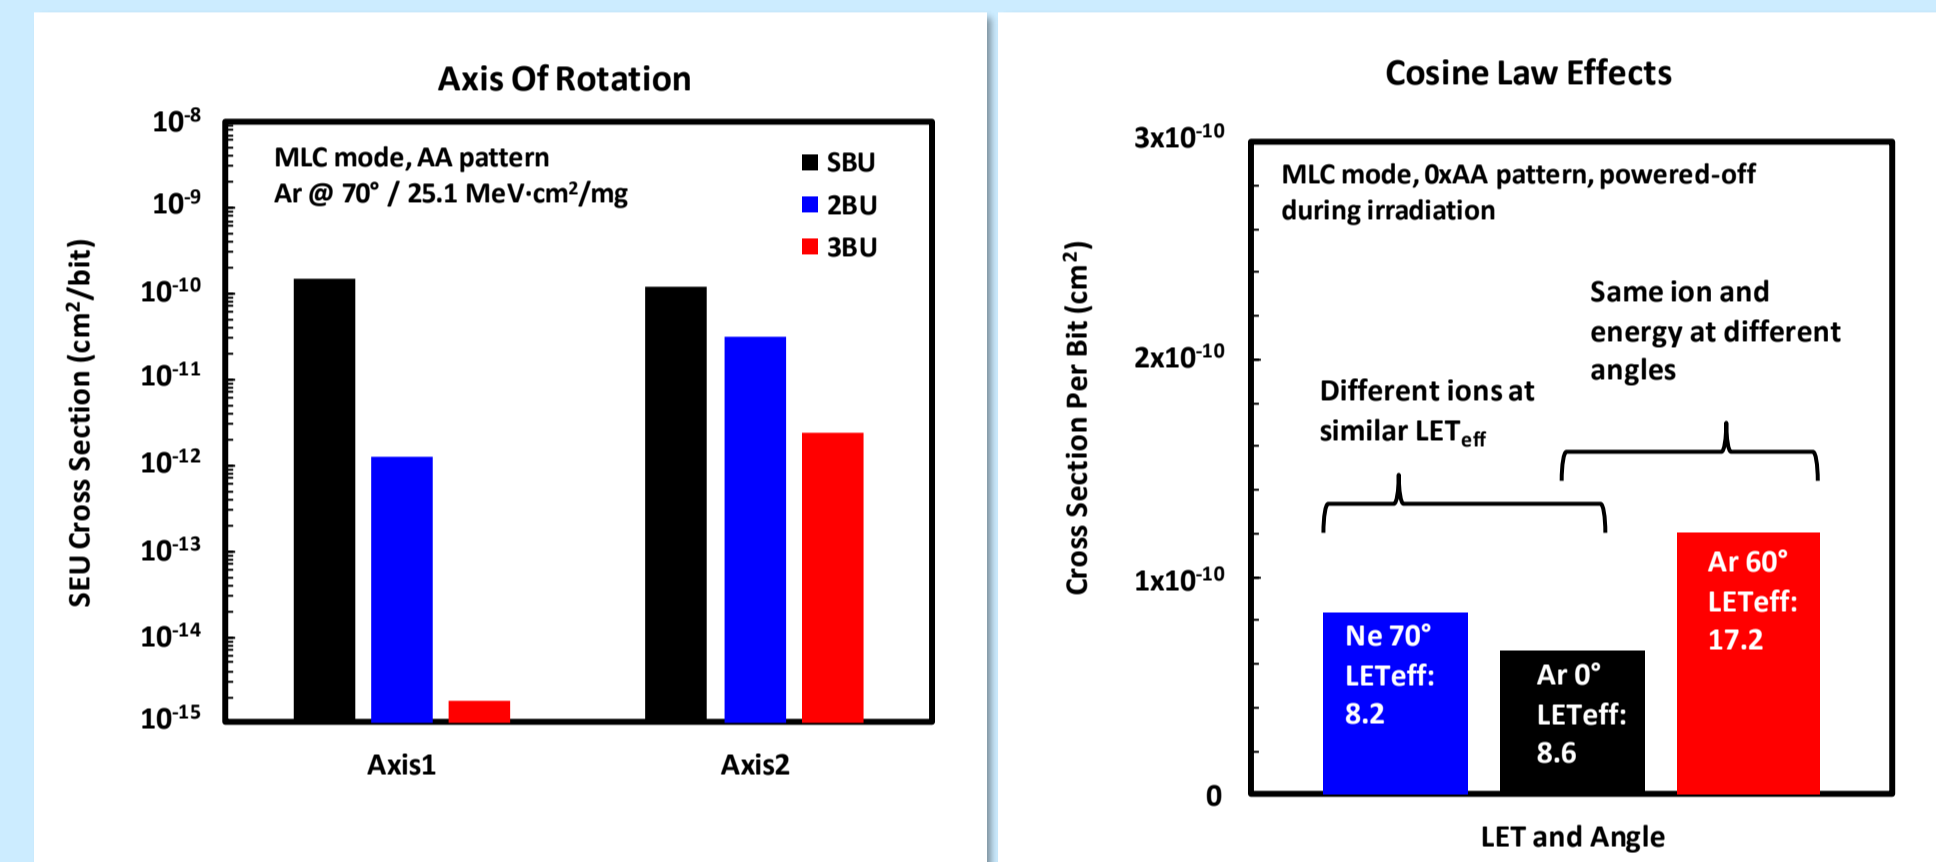 Axis Of Rotation
10⁻⁸
10⁻⁹
10⁻¹⁰
10⁻¹¹
10⁻¹²
10⁻¹³
10⁻¹⁴
10⁻¹⁵
SEU Cross Section (cm²/bit)
MLC mode, AA pattern
Ar @ 70° / 25.1 MeV·cm²/mg
SBU
2BU
3BU
Axis1
Axis2
Cosine Law Effects
3x10⁻¹⁰
2x10⁻¹⁰
1x10⁻¹⁰
0
Cross Section Per Bit (cm²)
MLC mode, 0xAA pattern, powered-off
during irradiation
Same ion and
energy at different
angles
Different ions at
similar LETeff
Ne 70°
LETeff:
8.2
Ar 0°
LETeff:
8.6
Ar 60°
LETeff:
17.2
LET and Angle